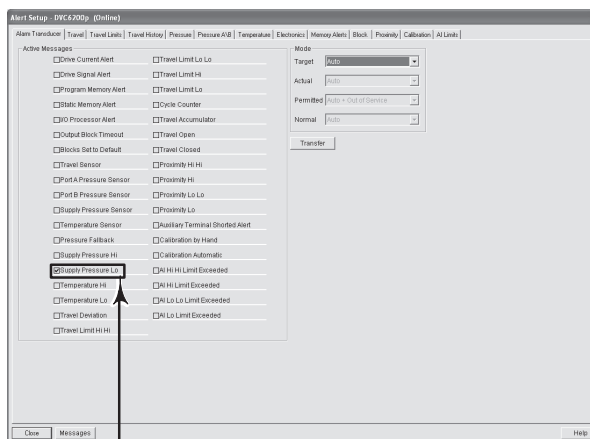 Alert Setup - DVC6200p (Online)
Alarm Transducer
Travel
Travel Limits
Travel History
Pressure
Pressure A\B
Temperature
Electronics
Memory Alerts
Block
Proximity
Calibration
AI Limits
Active Messages
Drive Current Alert
Drive Signal Alert
Program Memory Alert
Static Memory Alert
I/O Processor Alert
Output Block Timeout
Blocks Set to Default
Travel Sensor
Port A Pressure Sensor
Port B Pressure Sensor
Supply Pressure Sensor
Temperature Sensor
Pressure Fallback
Supply Pressure Hi
Supply Pressure Lo
Temperature Hi
Temperature Lo
Travel Deviation
Travel Limit Hi Hi
Travel Limit Lo Lo
Travel Limit Hi
Travel Limit Lo
Cycle Counter
Travel Accumulator
Travel Open
Travel Closed
Proximity Hi Hi
Proximity Hi
Proximity Lo Lo
Proximity Lo
Auxiliary Terminal Shorted Alert
Calibration by Hand
Calibration Automatic
AI Hi Hi Limit Exceeded
AI Hi Limit Exceeded
AI Lo Lo Limit Exceeded
AI Lo Limit Exceeded
Mode
Target Auto
Actual Auto
Permitted Auto + Out of Service
Normal Auto
Transfer
Close
Messages
Help